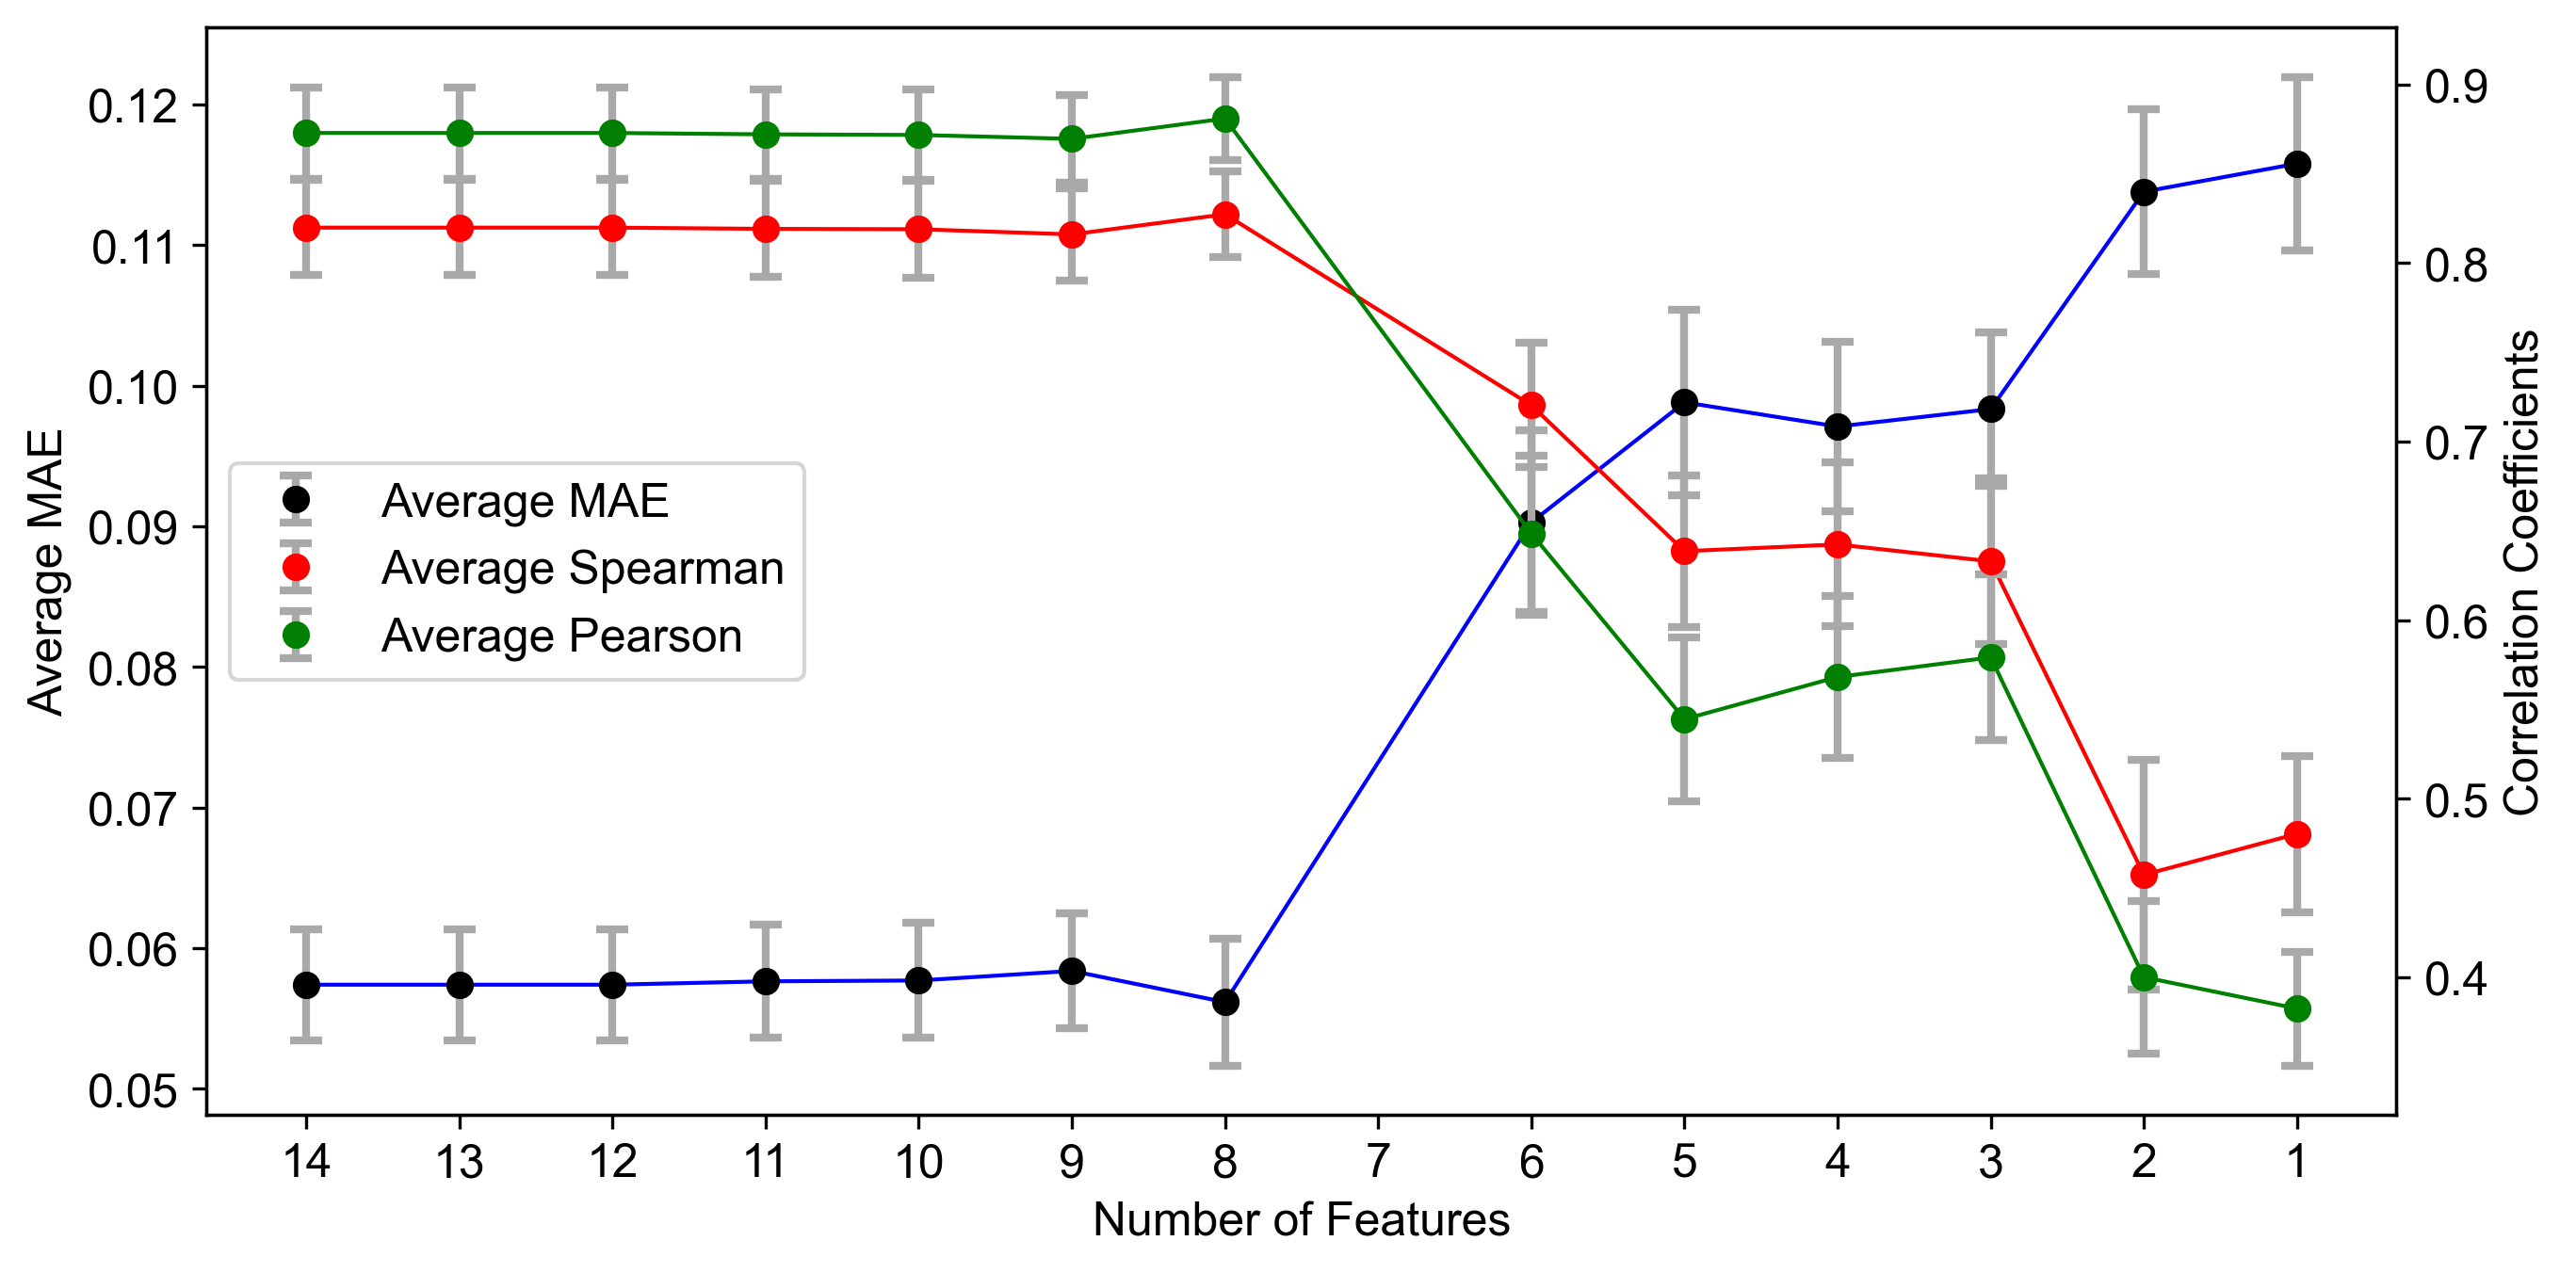 0.12
0.11
0.10
0.09
0.08
0.07
0.06
0.05
Average MAE
Average MAE
Average Spearman
Average Pearson
0.9
0.8
0.7
0.6
0.5
0.4
Correlation Coefficients
14 13 12 11 10 9 8 7 6 5 4 3 2 1
Number of Features